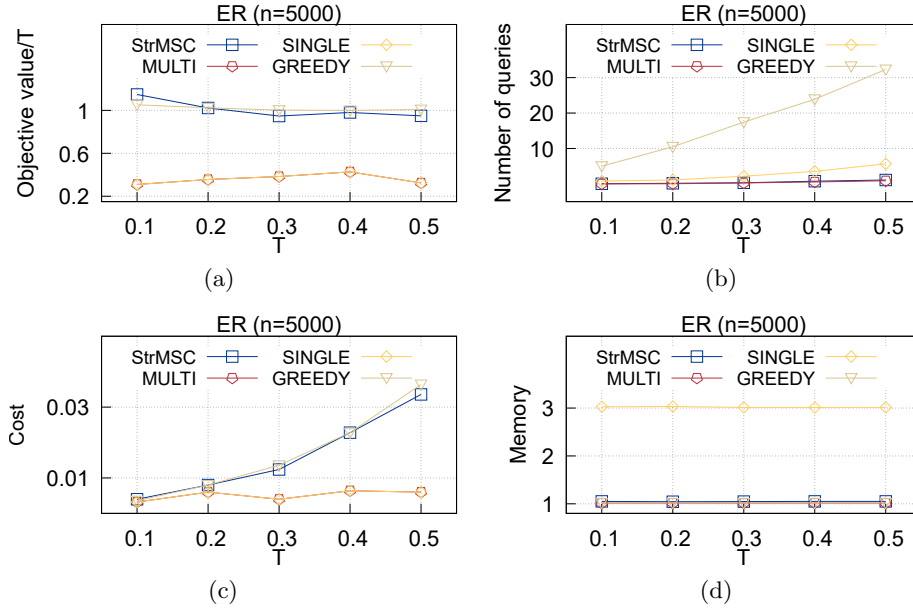 ER (n=5000)
StrMSC SINGLE
MULTI GREEDY
Objective value/T
1
0.6
0.2
0.1 0.2 0.3 0.4 0.5
T
(a)
ER (n=5000)
StrMSC SINGLE
MULTI GREEDY
Number of queries
30
20
10
0.1 0.2 0.3 0.4 0.5
T
(b)
ER (n=5000)
StrMSC SINGLE
MULTI GREEDY
Cost
0.03
0.01
0.1 0.2 0.3 0.4 0.5
T
(c)
ER (n=5000)
StrMSC SINGLE
MULTI GREEDY
Memory
3
2
1
0.1 0.2 0.3 0.4 0.5
T
(d)